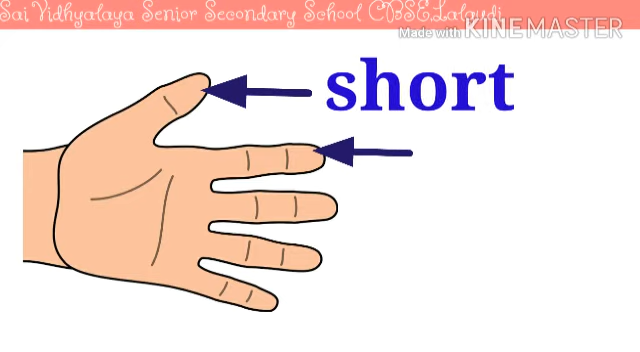 Sai Vidhyalaya Senior Secondary School CBSE,Lalgudi
Made with KINEMASTER
short